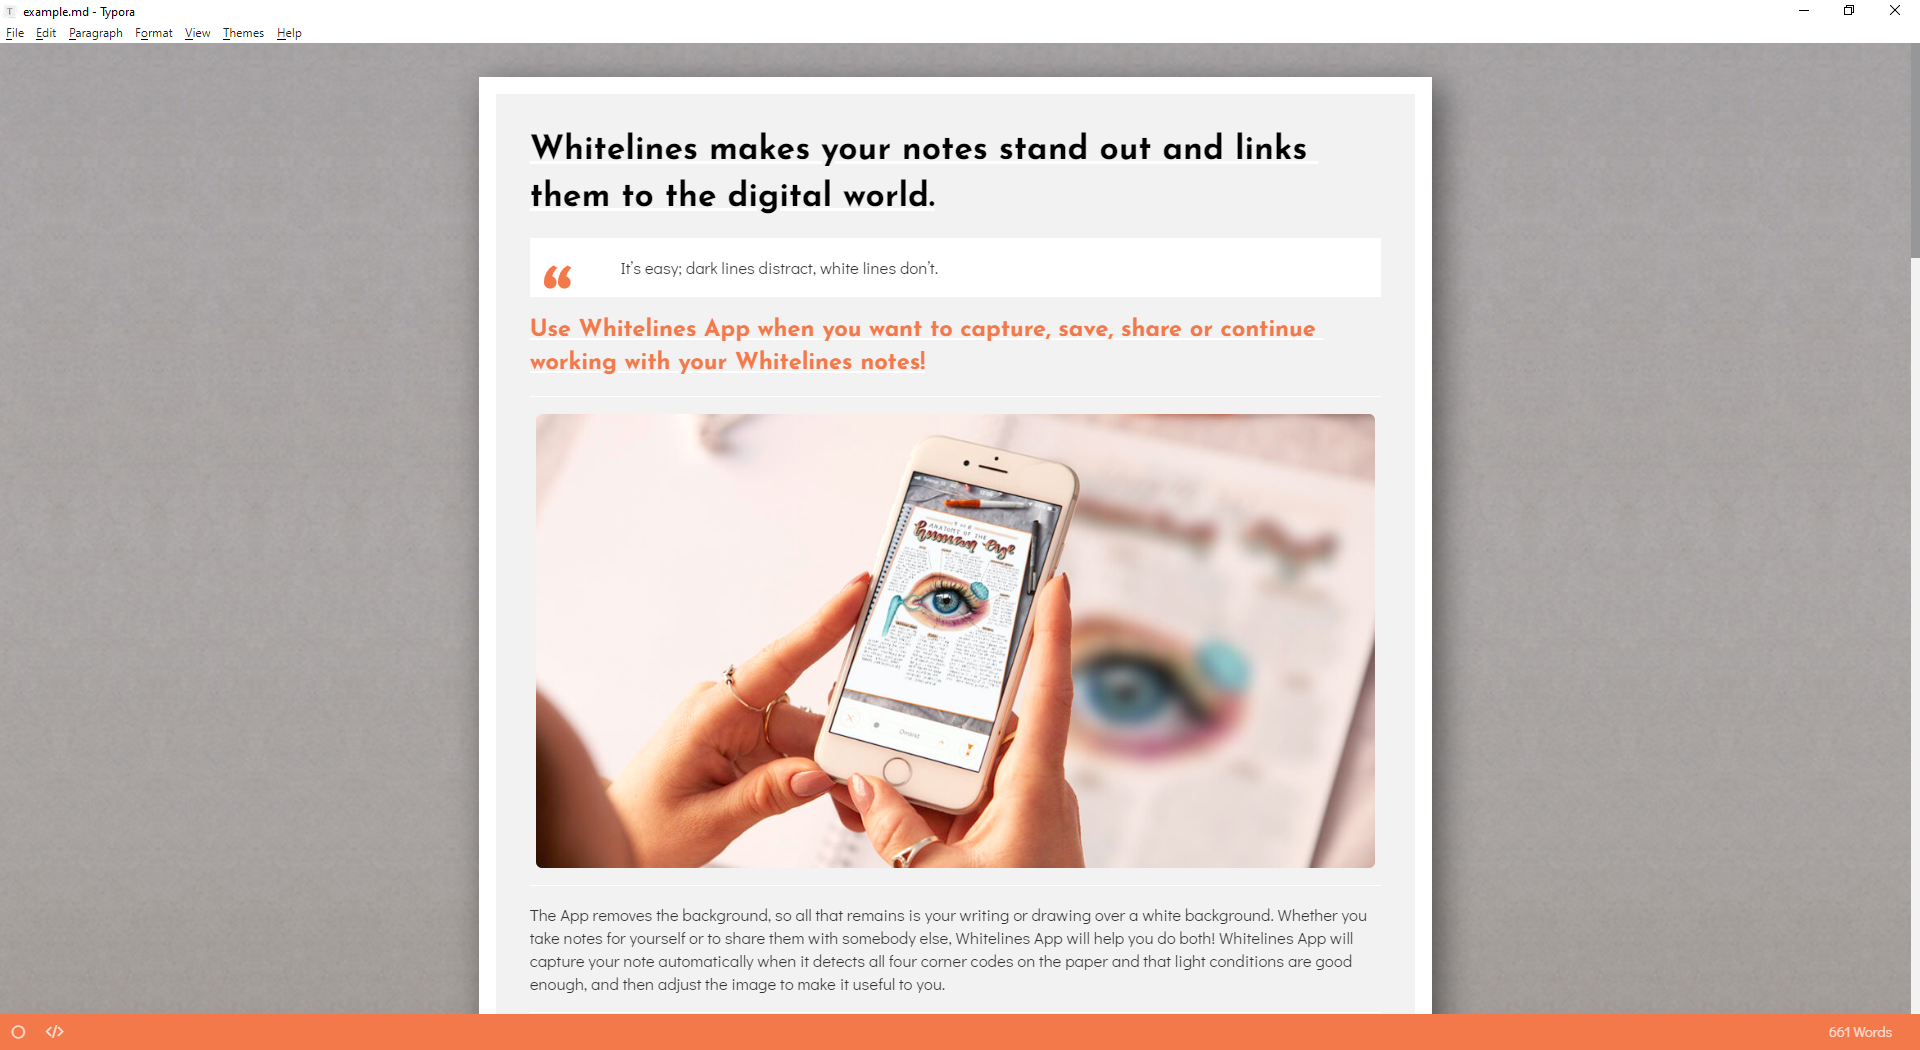 example.md - Typora
File Edit Paragraph Format View Themes Help
Whitelines makes your notes stand out and links
them to the digital world.
It's easy; dark lines distract, white lines don't.
Use Whitelines App when you want to capture, save, share or continue
working with your Whitelines notes!
ANATOMY OF THE
human eye
The App removes the background, so all that remains is your writing or drawing over a white background. Whether you
take notes for yourself or to share them with somebody else, Whitelines App will help you do both! Whitelines App will
capture your note automatically when it detects all four corner codes on the paper and that light conditions are good
enough, and then adjust the image to make it useful to you.
661 Words